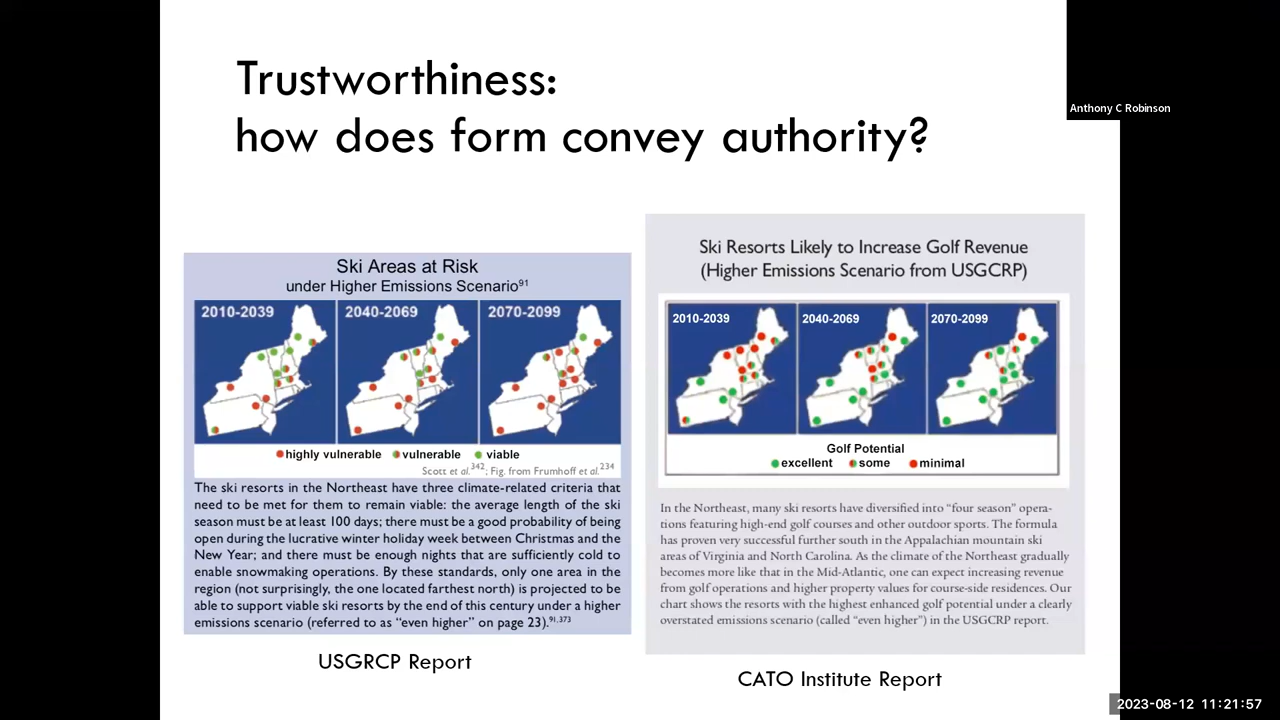 Trustworthiness:
how does form convey authority?
Anthony C Robinson
Ski Areas at Risk
under Higher Emissions Scenario91
2010-2039
2040-2069
2070-2099
highly vulnerable
vulnerable
viable
Scott et al.342; Fig. from Frumhoff et al.234
The ski resorts in the Northeast have three climate-related criteria that
need to be met for them to remain viable: the average length of the ski
season must be at least 100 days; there must be a good probability of being
open during the lucrative winter holiday week between Christmas and the
New Year; and there must be enough nights that are sufficiently cold to
enable snowmaking operations. By these standards, only one area in the
region (not surprisingly, the one located farthest north) is projected to be
able to support viable ski resorts by the end of this century under a higher
emissions scenario (referred to as “even higher” on page 23).91,373
USGRCP Report
Ski Resorts Likely to Increase Golf Revenue
(Higher Emissions Scenario from USGCRP)
2010-2039
2040-2069
2070-2099
Golf Potential
excellent
some
minimal
In the Northeast, many ski resorts have diversified into “four season” opera-
tions featuring high-end golf courses and other outdoor sports. The formula
has proven very successful further south in the Appalachian mountain ski
areas of Virginia and North Carolina. As the climate of the Northeast gradually
becomes more like that in the Mid-Atlantic, one can expect increasing revenue
from golf operations and higher property values for course-side residences. Our
chart shows the resorts with the highest enhanced golf potential under a clearly
overstated emissions scenario (called “even higher”) in the USGCRP report.
CATO Institute Report
2023-08-12 11:21:57